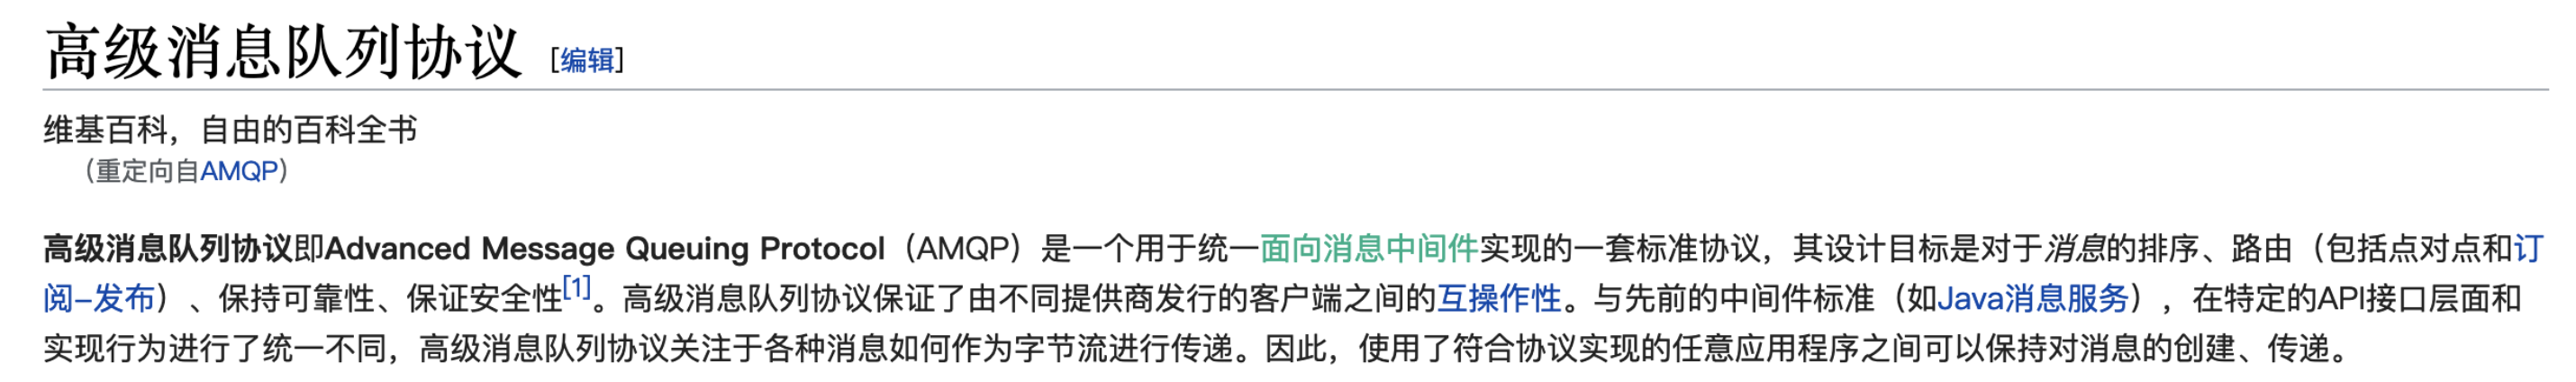 高级消息队列协议 [编辑]
维基百科，自由的百科全书
（重定向自AMQP）
高级消息队列协议即Advanced Message Queuing Protocol（AMQP）是一个用于统一面向消息中间件实现的一套标准协议，其设计目标是对于消息的排序、路由（包括点对点和订
阅–发布）、保持可靠性、保证安全性[1]。高级消息队列协议保证了由不同提供商发行的客户端之间的互操作性。与先前的中间件标准（如Java消息服务），在特定的API接口层面和
实现行为进行了统一不同，高级消息队列协议关注于各种消息如何作为字节流进行传递。因此，使用了符合协议实现的任意应用程序之间可以保持对消息的创建、传递。